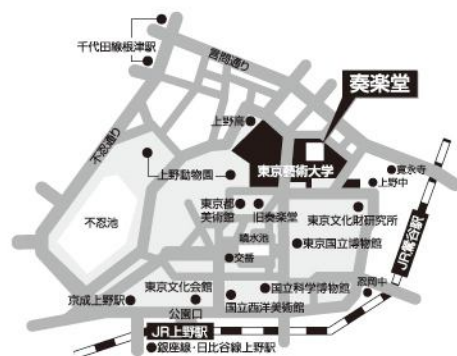 千代田線根津駅
言問通り
奏楽堂
不忍通り
上野高
東京藝術大学
寛永寺
上野中
上野動物園
東京都
美術館
旧奏楽堂
東京文化財研究所
不忍池
噴水池
東京国立博物館
JR鶯谷駅
交番
忍岡中
京成上野駅
東京文化会館
国立科学博物館
公園口
国立西洋美術館
JR上野駅
銀座線・日比谷線上野駅